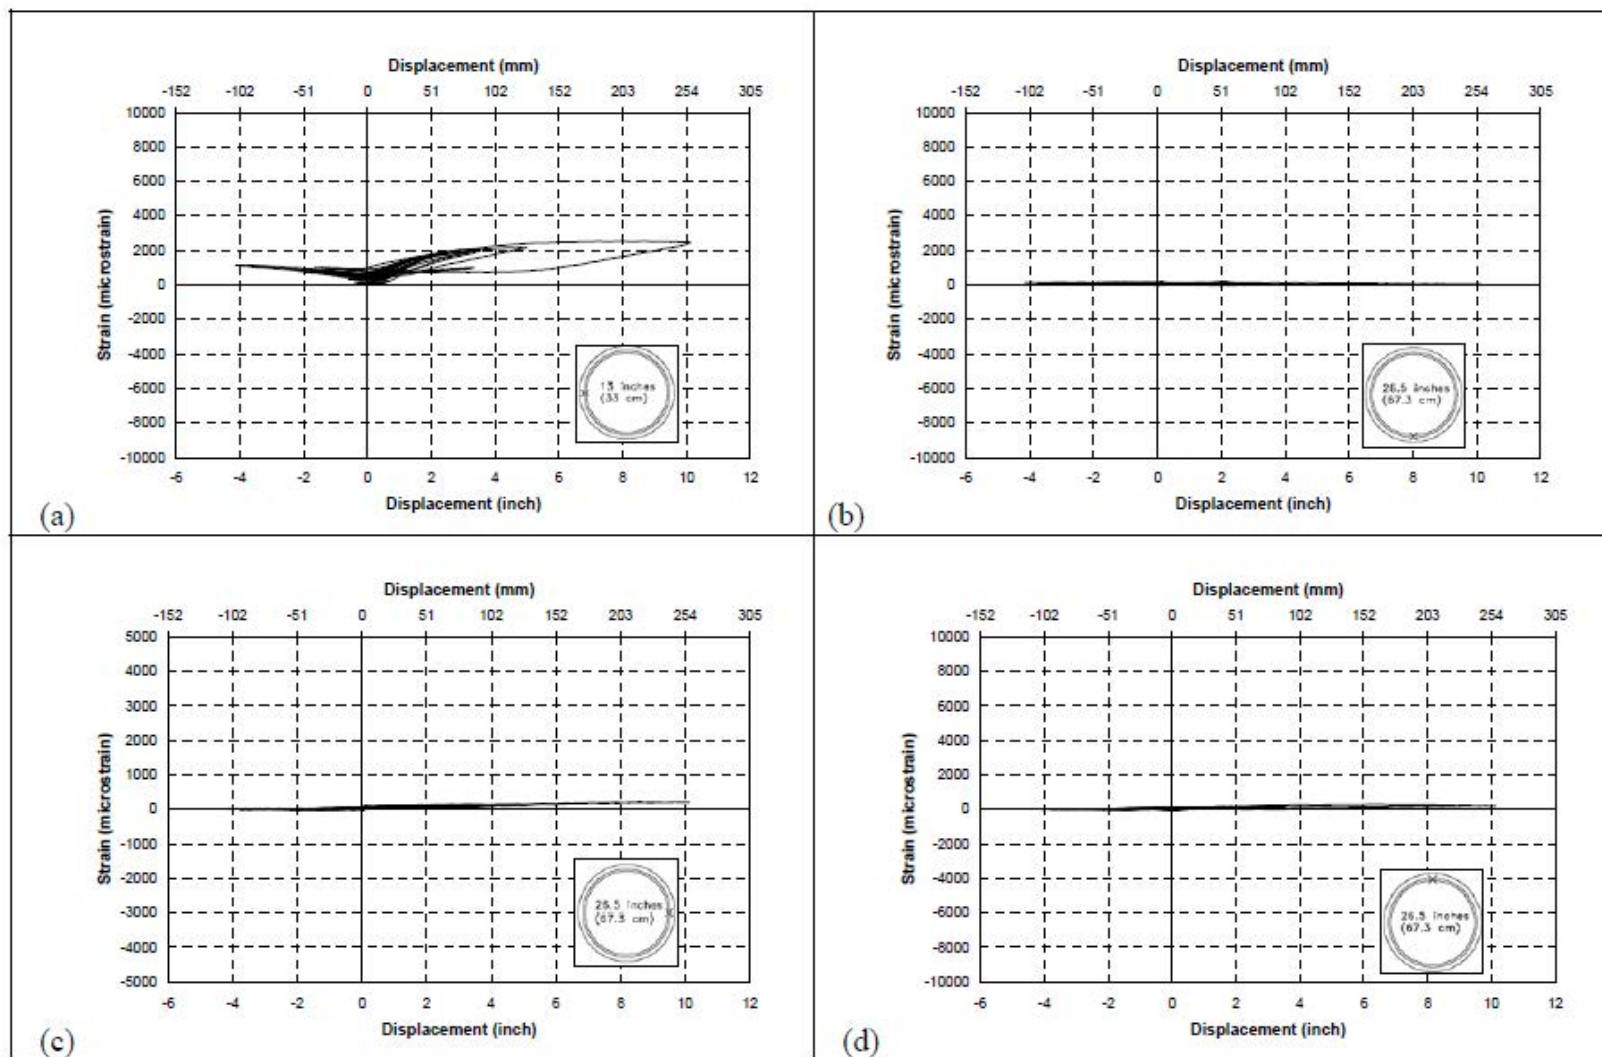 Displacement (mm)
-152 -102 -51 0 51 102 152 203 254 305
10000
8000
6000
4000
2000
0
-2000
-4000
-6000
-8000
-10000
Strain (microstrain)
13 inches
(33 cm)
-6 -4 -2 0 2 4 6 8 10 12
Displacement (inch)
(a)
Displacement (mm)
-152 -102 -51 0 51 102 152 203 254 305
10000
8000
6000
4000
2000
0
-2000
-4000
-6000
-8000
-10000
Strain (microstrain)
26.5 inches
(67.3 cm)
-6 -4 -2 0 2 4 6 8 10 12
Displacement (inch)
(b)
Displacement (mm)
-152 -102 -51 0 51 102 152 203 254 305
5000
4000
3000
2000
1000
0
-1000
-2000
-3000
-4000
-5000
Strain (microstrain)
26.5 inches
(67.3 cm)
-6 -4 -2 0 2 4 6 8 10 12
Displacement (inch)
(c)
Displacement (mm)
-152 -102 -51 0 51 102 152 203 254 305
10000
8000
6000
4000
2000
0
-2000
-4000
-6000
-8000
-10000
Strain (microstrain)
26.5 inches
(67.3 cm)
-6 -4 -2 0 2 4 6 8 10 12
Displacement (inch)
(d)